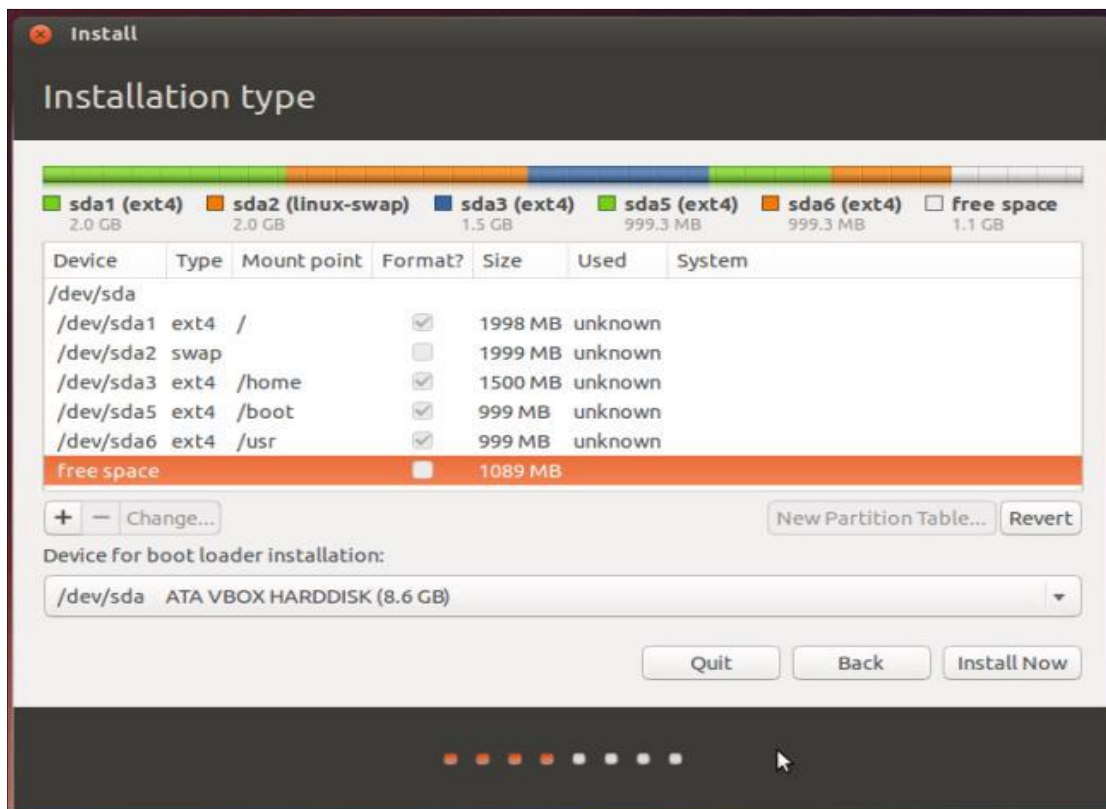 Install
Installation type
sda1 (ext4) sda2 (linux-swap) sda3 (ext4) sda5 (ext4) sda6 (ext4) free space
2.0 GB 2.0 GB 1.5 GB 999.3 MB 999.3 MB 1.1 GB
Device Type Mount point Format? Size Used System
/dev/sda
/dev/sda1 ext4 / 1998 MB unknown
/dev/sda2 swap 1999 MB unknown
/dev/sda3 ext4 /home 1500 MB unknown
/dev/sda5 ext4 /boot 999 MB unknown
/dev/sda6 ext4 /usr 999 MB unknown
free space 1089 MB
+ − Change... New Partition Table... Revert
Device for boot loader installation:
/dev/sda ATA VBOX HARDDISK (8.6 GB)
Quit Back Install Now